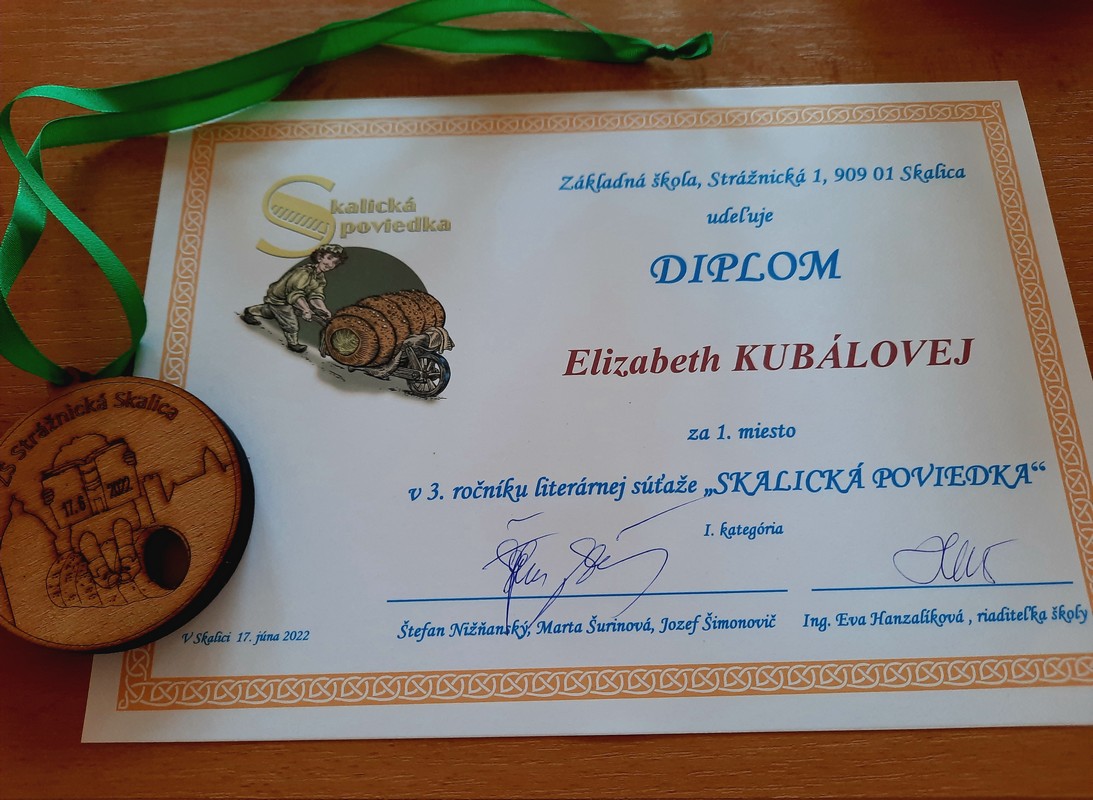 Skalická
poviedka
Základná škola, Strážnická 1, 909 01 Skalica
udeľuje
DIPLOM
Elizabeth KUBÁLOVEJ
za 1. miesto
v 3. ročníku literárnej súťaže „SKALICKÁ POVIEDKA“
I. kategória
Štefan Nižňanský, Marta Šurinová, Jozef Šimonovič
Ing. Eva Hanzalíková , riaditeľka školy
V Skalici 17. júna 2022
ZŠ Strážnická Skalica
17.6 2022